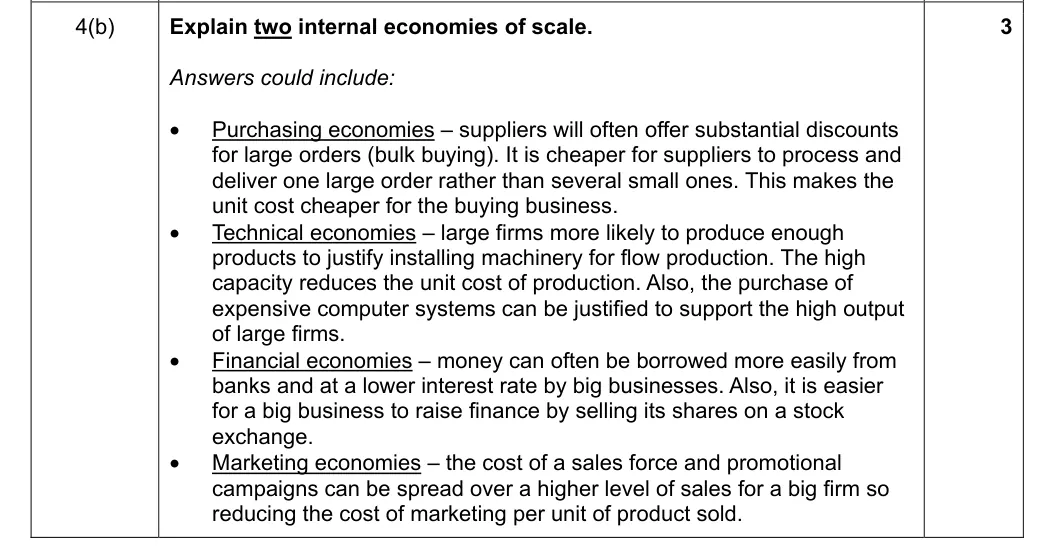 4(b) Explain two internal economies of scale. 3
Answers could include:
• Purchasing economies – suppliers will often offer substantial discounts
for large orders (bulk buying). It is cheaper for suppliers to process and
deliver one large order rather than several small ones. This makes the
unit cost cheaper for the buying business.
• Technical economies – large firms more likely to produce enough
products to justify installing machinery for flow production. The high
capacity reduces the unit cost of production. Also, the purchase of
expensive computer systems can be justified to support the high output
of large firms.
• Financial economies – money can often be borrowed more easily from
banks and at a lower interest rate by big businesses. Also, it is easier
for a big business to raise finance by selling its shares on a stock
exchange.
• Marketing economies – the cost of a sales force and promotional
campaigns can be spread over a higher level of sales for a big firm so
reducing the cost of marketing per unit of product sold.